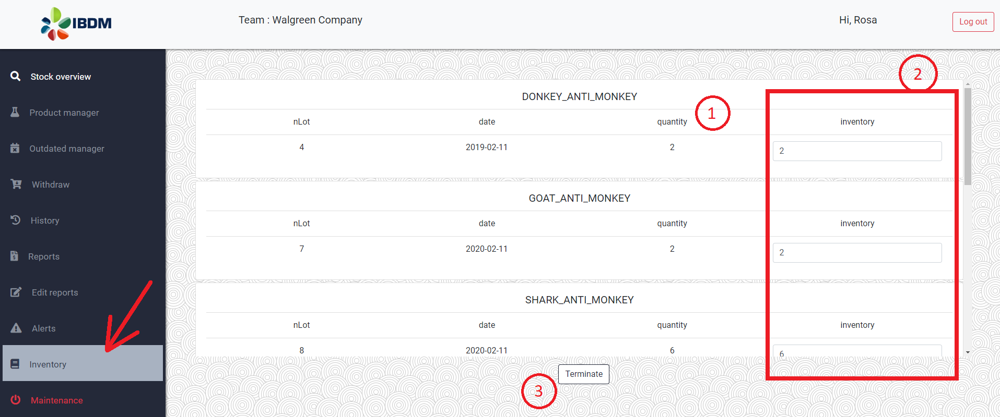 IBDM
Team : Walgreen Company
Hi, Rosa
Log out
Stock overview
Product manager
Outdated manager
Withdraw
History
Reports
Edit reports
Alerts
Inventory
Maintenance
2
DONKEY_ANTI_MONKEY
1
nLot date quantity inventory
4 2019-02-11 2 2
GOAT_ANTI_MONKEY
nLot date quantity inventory
7 2020-02-11 2 2
SHARK_ANTI_MONKEY
nLot date quantity inventory
8 2020-02-11 6 6
Terminate
3